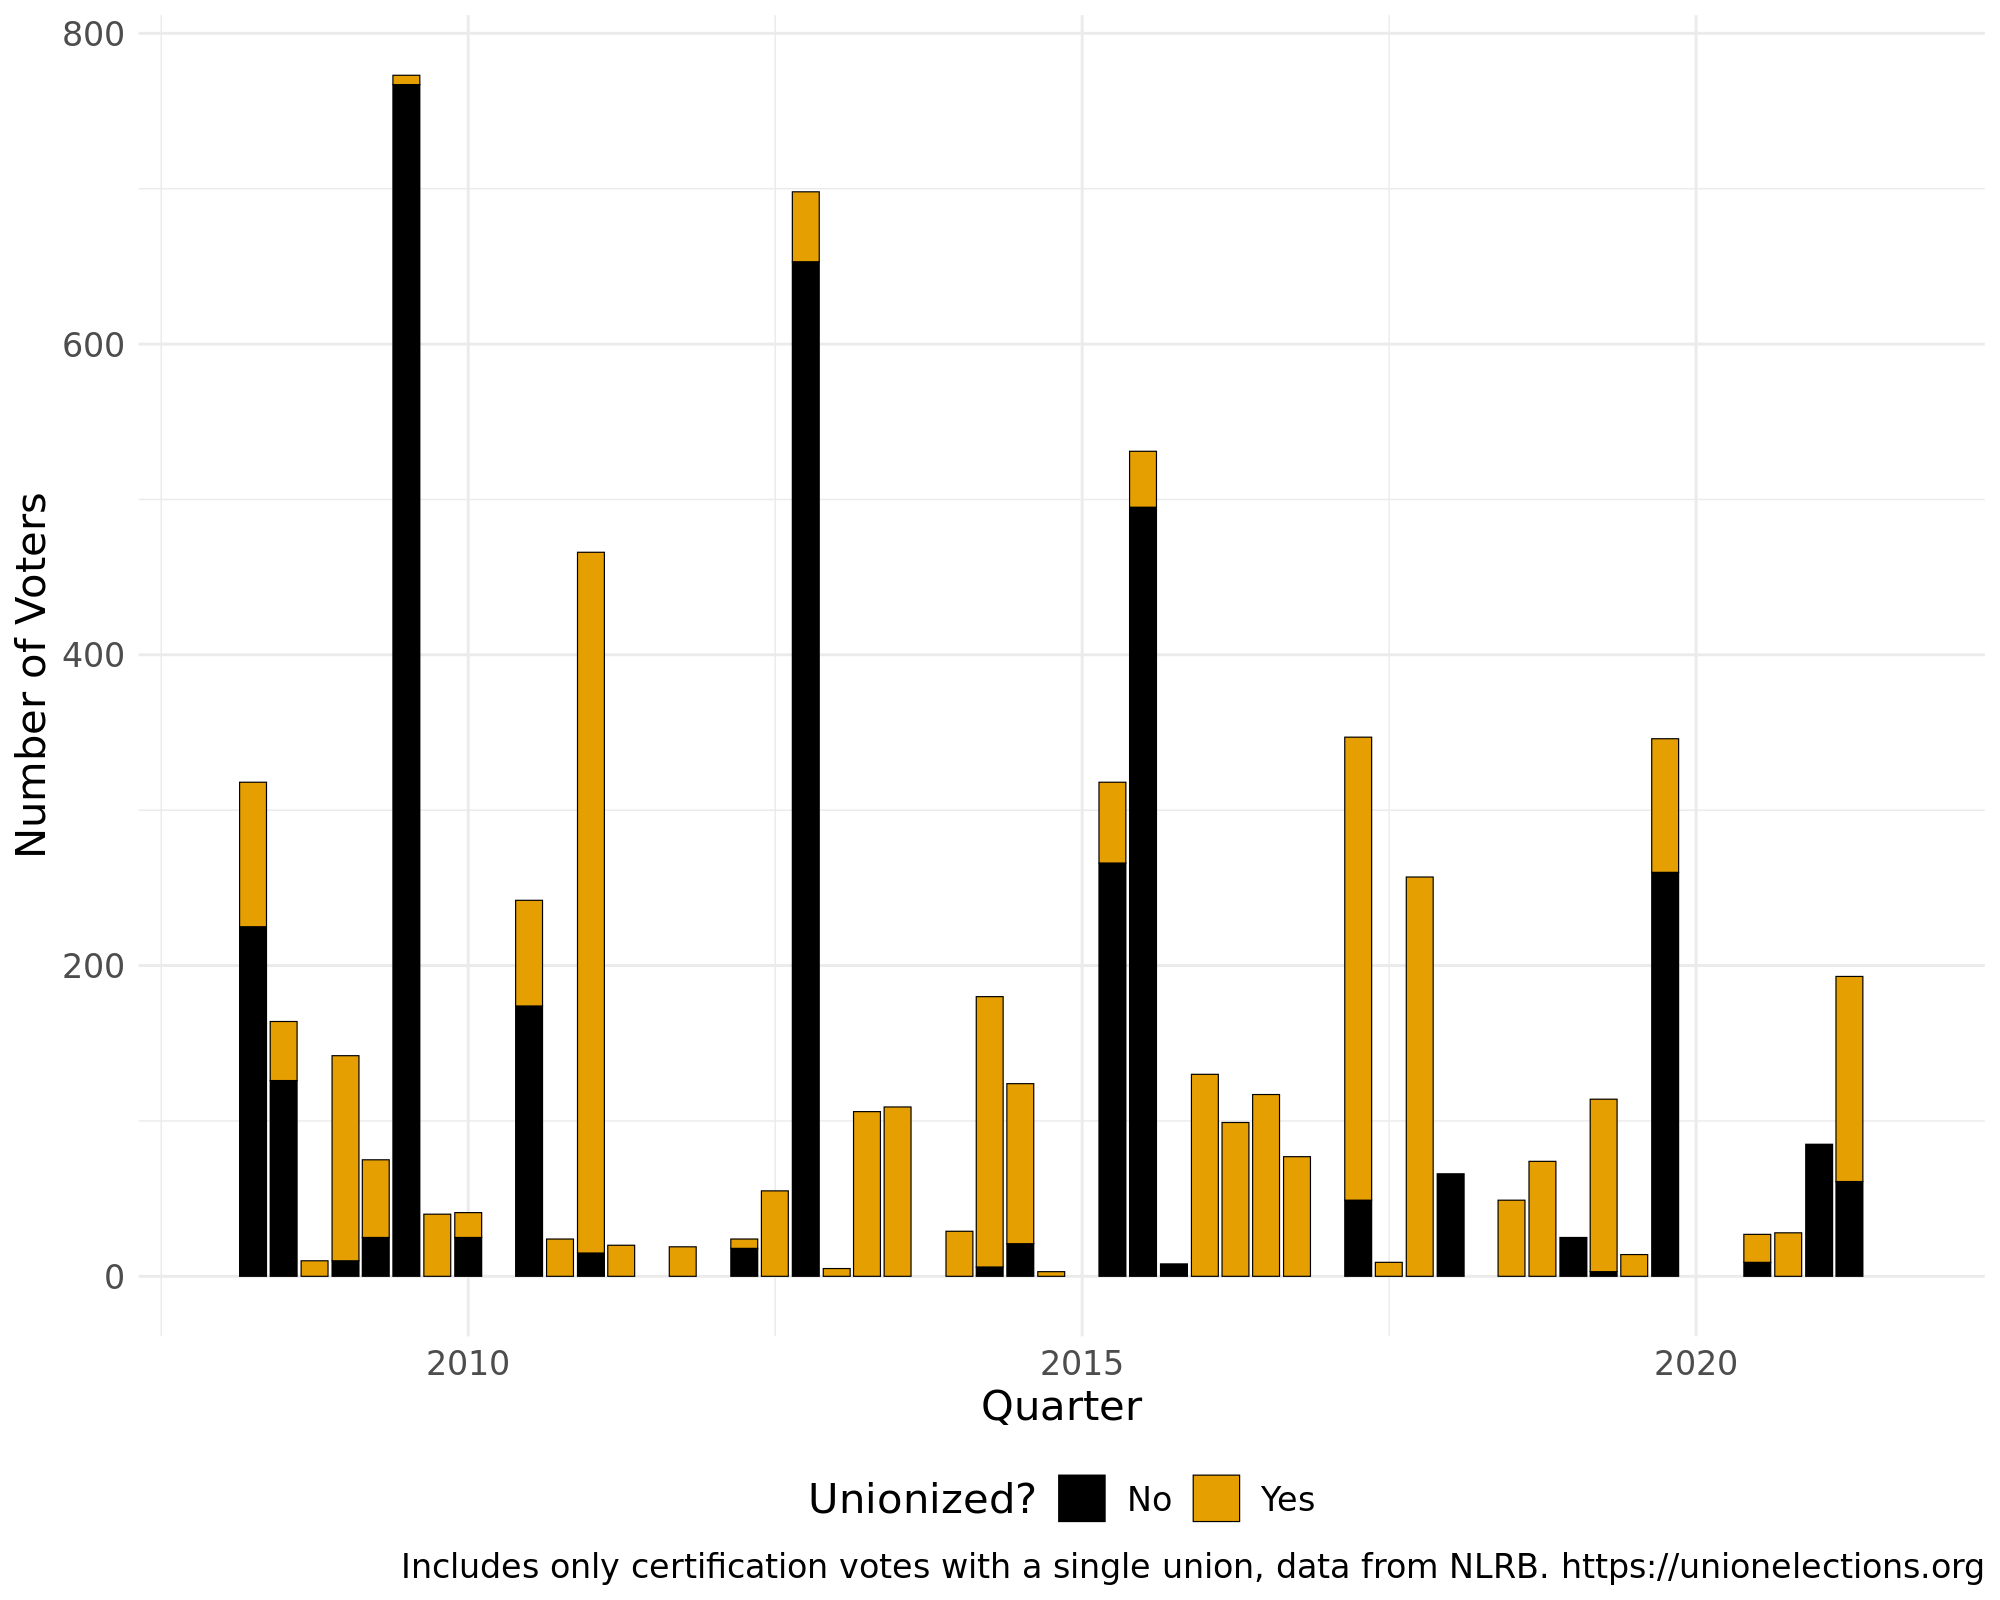 800
600
400
200
0
Number of Voters
2010 2015 2020
Quarter
Unionized? No Yes
Includes only certification votes with a single union, data from NLRB. https://unionelections.org